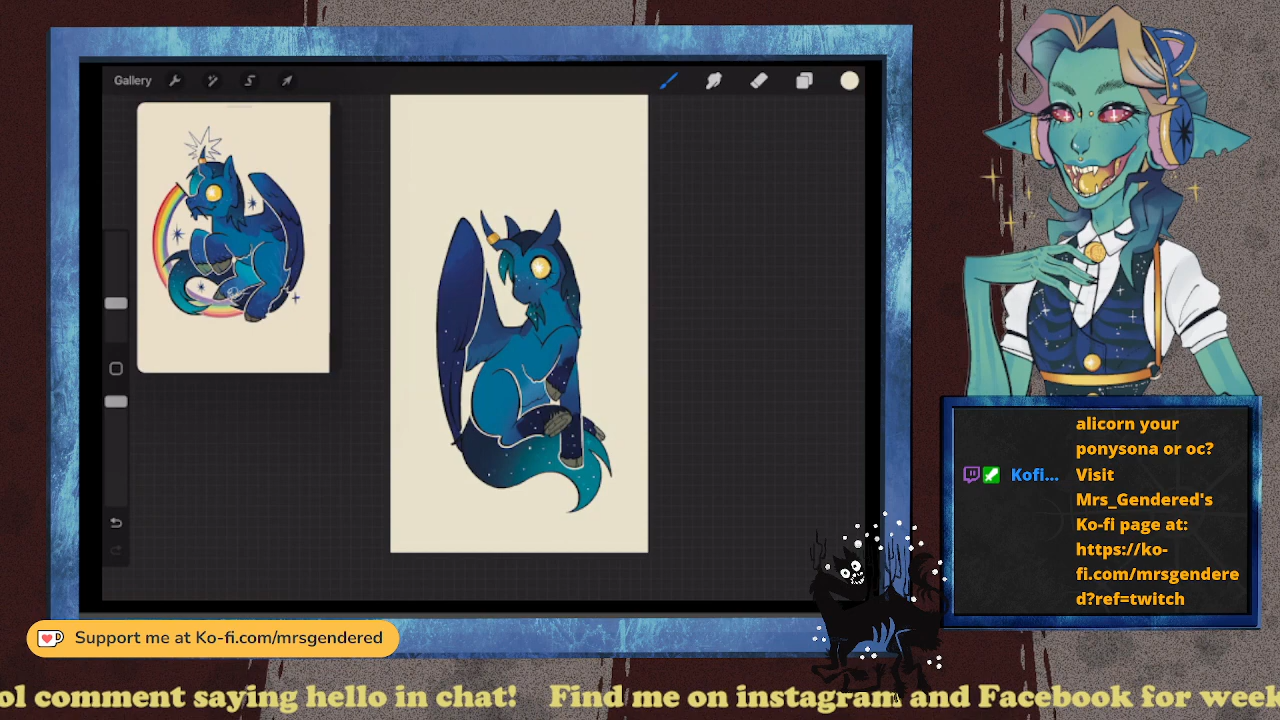 Gallery
alicorn your
ponysona or oc?
Kofi... Visit
Mrs_Gendered's
Ko-fi page at:
https://ko-
fi.com/mrsgendere
d?ref=twitch
Support me at Ko-fi.com/mrsgendered
ol comment saying hello in chat! Find me on instagram and Facebook for week